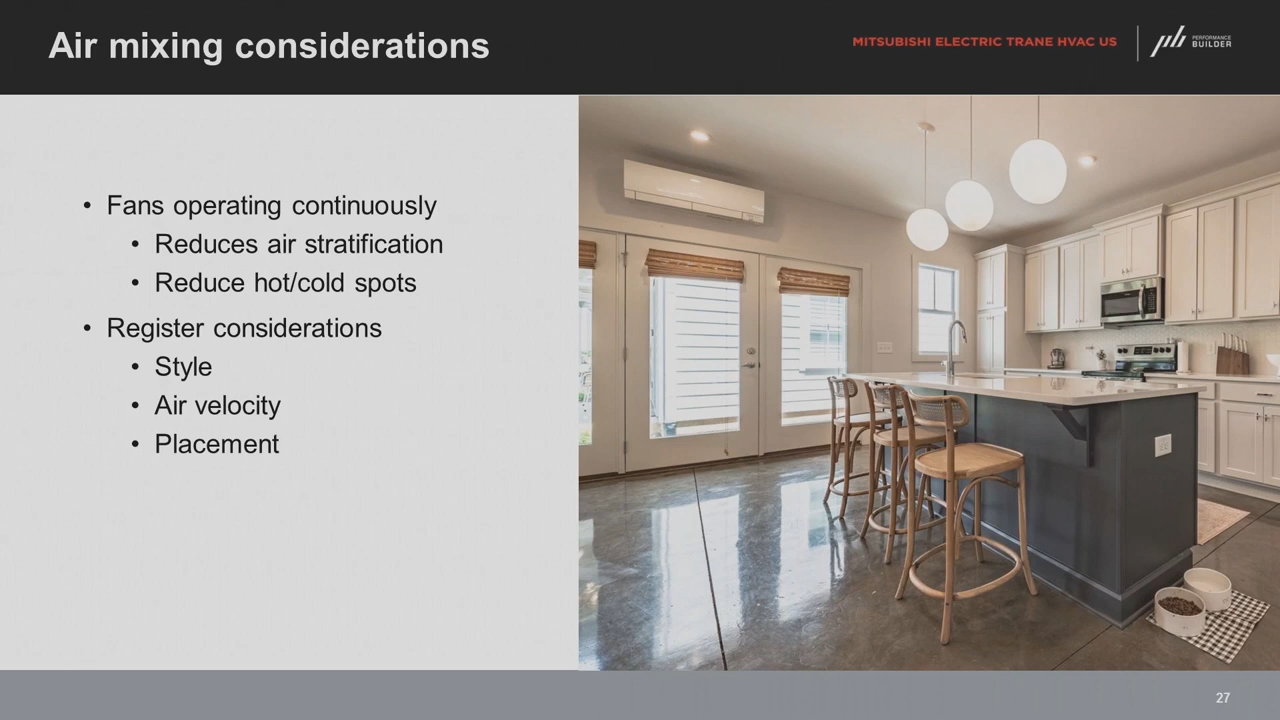 Air mixing considerations
MITSUBISHI ELECTRIC TRANE HVAC US
pb PERFORMANCE
BUILDER
• Fans operating continuously
• Reduces air stratification
• Reduce hot/cold spots
• Register considerations
• Style
• Air velocity
• Placement
27